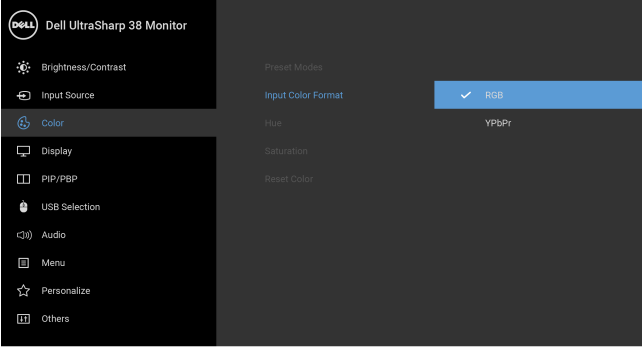 DELL
Dell UltraSharp 38 Monitor
Brightness/Contrast
Input Source
Color
Display
PIP/PBP
USB Selection
Audio
Menu
Personalize
Others
Preset Modes
Input Color Format
Hue
Saturation
Reset Color
RGB
YPbPr